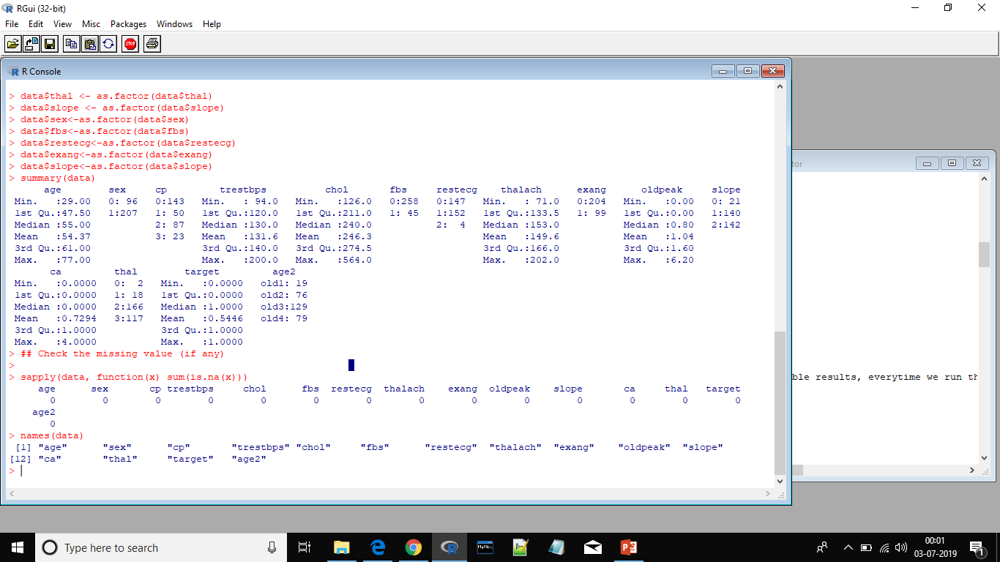 RGui (32-bit)
File Edit View Misc Packages Windows Help
STOP
R Console
> data$thal <- as.factor(data$thal)
> data$slope <- as.factor(data$slope)
> data$sex<-as.factor(data$sex)
> data$fbs<-as.factor(data$fbs)
> data$restecg<-as.factor(data$restecg)
> data$exang<-as.factor(data$exang)
> data$slope<-as.factor(data$slope)
> summary(data)
age sex cp trestbps chol fbs restecg thalach exang oldpeak slope
Min. :29.00 0: 96 0:143 Min. : 94.0 Min. :126.0 0:258 0:147 Min. : 71.0 0:204 Min. :0.00 0: 21
1st Qu.:47.50 1:207 1: 50 1st Qu.:120.0 1st Qu.:211.0 1: 45 1:152 1st Qu.:133.5 1: 99 1st Qu.:0.00 1:140
Median :55.00 2: 87 Median :130.0 Median :240.0 2: 4 Median :153.0 Median :0.80 2:142
Mean :54.37 3: 23 Mean :131.6 Mean :246.3 Mean :149.6 Mean :1.04
3rd Qu.:61.00 3rd Qu.:140.0 3rd Qu.:274.5 3rd Qu.:166.0 3rd Qu.:1.60
Max. :77.00 Max. :200.0 Max. :564.0 Max. :202.0 Max. :6.20
ca thal target age2
Min. :0.0000 0: 2 Min. :0.0000 old1: 19
1st Qu.:0.0000 1: 18 1st Qu.:0.0000 old2: 76
Median :0.0000 2:166 Median :1.0000 old3:129
Mean :0.7294 3:117 Mean :0.5446 old4: 79
3rd Qu.:1.0000 3rd Qu.:1.0000
Max. :4.0000 Max. :1.0000
> ## Check the missing value (if any)
>
> sapply(data, function(x) sum(is.na(x)))
age sex cp trestbps chol fbs restecg thalach exang oldpeak slope ca thal target
0 0 0 0 0 0 0 0 0 0 0 0 0 0
age2
0
> names(data)
[1] "age" "sex" "cp" "trestbps" "chol" "fbs" "restecg" "thalach" "exang" "oldpeak" "slope"
[12] "ca" "thal" "target" "age2"
>
tor
ble results, everytime we run th
Type here to search
MySQL
00:01
03-07-2019
1